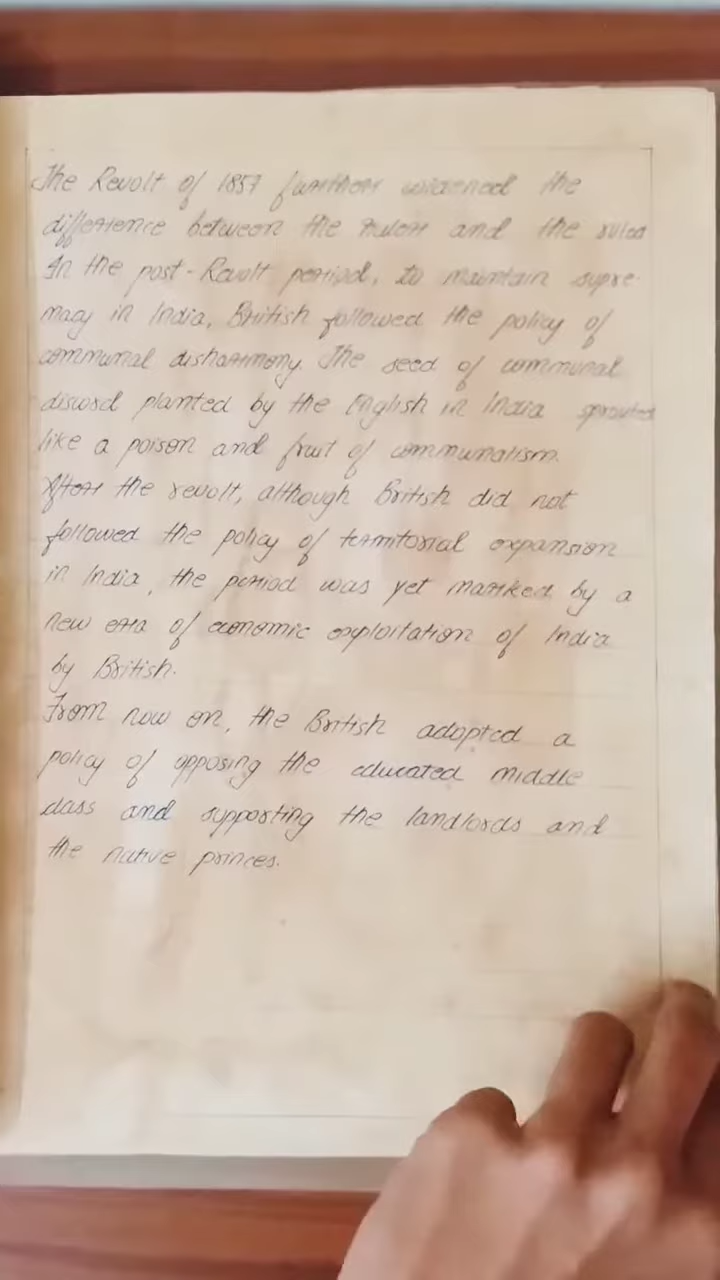 The Revolt of 1857 further widened the
difference between the ruler and the ruled
In the post-Revolt period, to maintain supre-
macy in India, British followed the policy of
communal disharmony. The seed of communal
discord planted by the English in India sprouted
like a poison and fruit of communalism.
After the revolt, although British did not
followed the policy of territorial expansion
in India, the period was yet marked by a
new era of economic exploitation of India
by British.
From now on, the British adopted a
policy of opposing the educated middle
class and supporting the landlords and
the native princes.